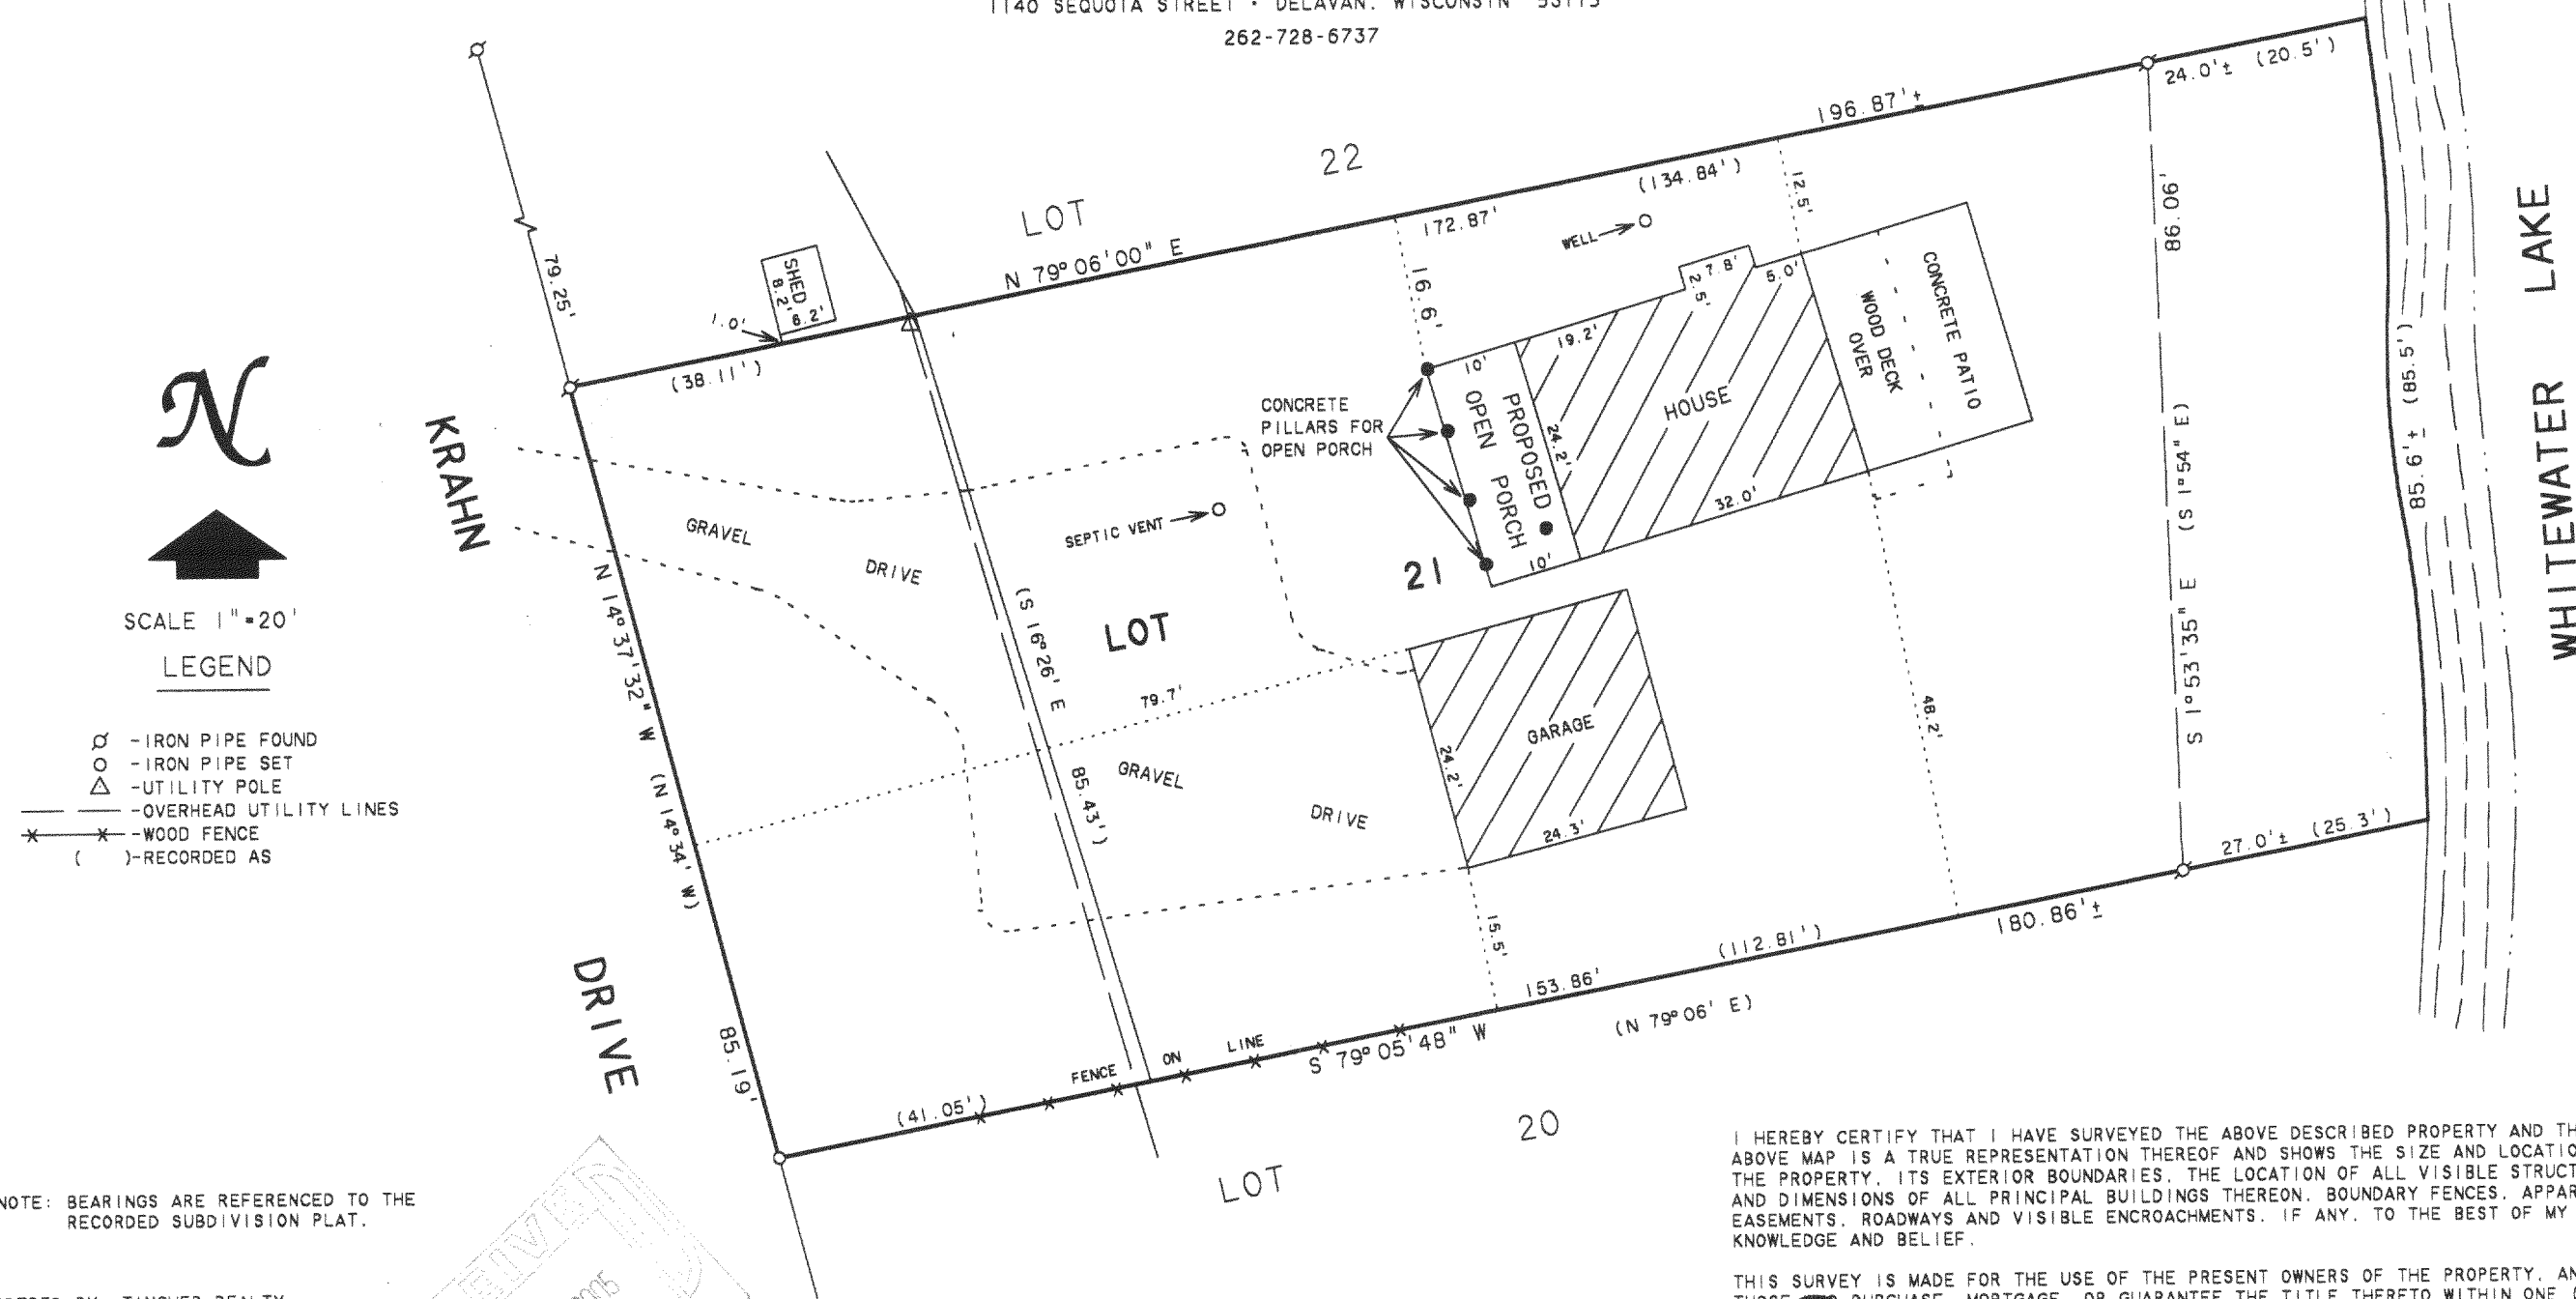 1140 SEQUOIA STREET • DELAVAN, WISCONSIN 53115
262-728-6737
24.0'± (20.5')
196.87'±
22
LOT
(134.84')
172.87'
N 79°06'00" E
12.5'
86.06'
WELL
79.25'
SHED
8.2'
8.2'
1.0'
(38.11')
16.6'
7.8'
2.5'
5.0'
19.2'
10'
CONCRETE PATIO
WOOD DECK
OVER
HOUSE
24.2'
32.0'
PROPOSED
OPEN PORCH
10'
CONCRETE
PILLARS FOR
OPEN PORCH
WHITEWATER LAKE
85.6'± (85.5')
(S 1°54" E)
S 1°53'35" E
N
SCALE 1"=20'
LEGEND
-IRON PIPE FOUND
-IRON PIPE SET
-UTILITY POLE
-OVERHEAD UTILITY LINES
-WOOD FENCE
( )-RECORDED AS
KRAHN
DRIVE
GRAVEL
DRIVE
SEPTIC VENT
21
LOT
N 14°37'32" W (N 14°34' W)
85.19'
(S 16°26' E
85.43')
79.7'
GRAVEL
DRIVE
GARAGE
24.2'
24.3'
48.2'
15.5'
27.0'± (25.3')
180.86'±
(112.81')
153.86'
(N 79°06' E)
S 79°05'48" W
FENCE ON LINE
(41.05')
20
LOT
NOTE: BEARINGS ARE REFERENCED TO THE
RECORDED SUBDIVISION PLAT.
I HEREBY CERTIFY THAT I HAVE SURVEYED THE ABOVE DESCRIBED PROPERTY AND
ABOVE MAP IS A TRUE REPRESENTATION THEREOF AND SHOWS THE SIZE AND
THE PROPERTY, ITS EXTERIOR BOUNDARIES, THE LOCATION OF ALL VISIBLE
AND DIMENSIONS OF ALL PRINCIPAL BUILDINGS THEREON, BOUNDARY FENCES,
EASEMENTS, ROADWAYS AND VISIBLE ENCROACHMENTS, IF ANY, TO THE BEST OF MY
KNOWLEDGE AND BELIEF.
THIS SURVEY IS MADE FOR THE USE OF THE PRESENT OWNERS OF THE PROPERTY,
PURCHASE, MORTGAGE, OR GUARANTEE THE TITLE THERETO WITHIN ONE